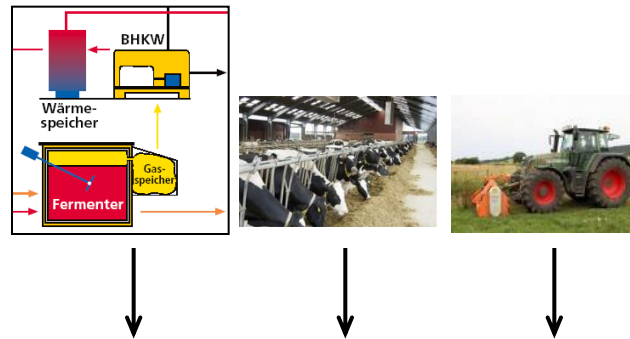 BHKW
Wärme-
speicher
Gas-
speicher
Fermenter